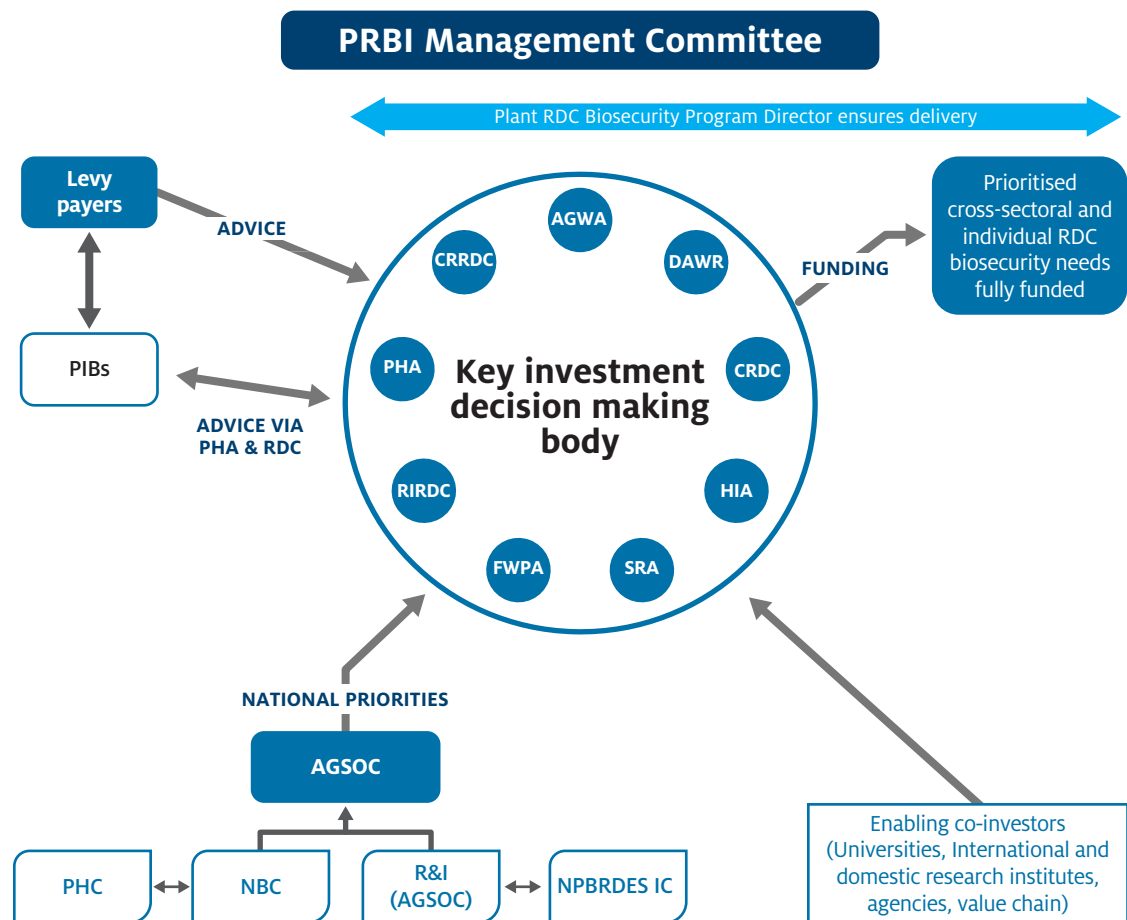 PRBI Management Committee
Plant RDC Biosecurity Program Director ensures delivery
Levy
payers
ADVICE
PIBs
ADVICE VIA
PHA & RDC
AGWA
CRRDC
DAWR
PHA
CRDC
Key investment
decision making
body
RIRDC
HIA
FWPA
SRA
FUNDING
Prioritised
cross-sectoral and
individual RDC
biosecurity needs
fully funded
NATIONAL PRIORITIES
AGSOC
PHC
NBC
R&I
(AGSOC)
NPBRDES IC
Enabling co-investors
(Universities, International and
domestic research institutes,
agencies, value chain)